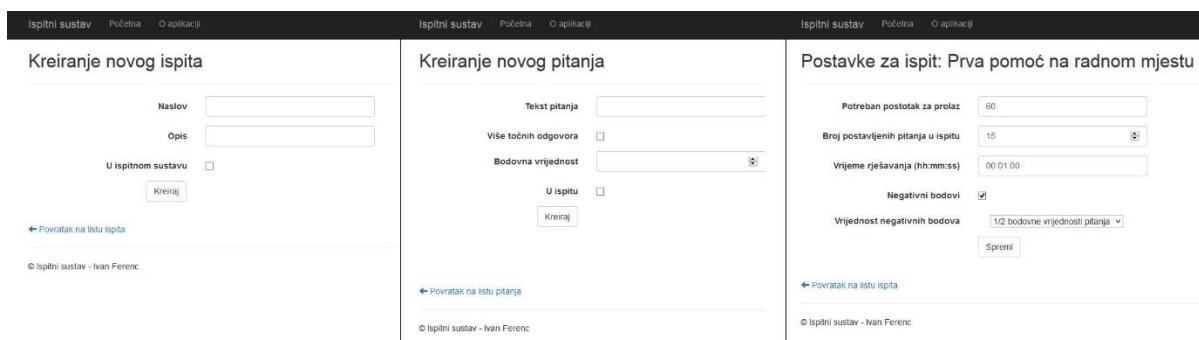 Ispitni sustav Početna O aplikaciji
Kreiranje novog ispita
Naslov
Opis
U ispitnom sustavu
Kreiraj
Povratak na listu ispita
© Ispitni sustav - Ivan Ferenc
Ispitni sustav Početna O aplikaciji
Kreiranje novog pitanja
Tekst pitanja
Više točnih odgovora
Bodovna vrijednost
U ispitu
Kreiraj
Povratak na listu pitanja
© Ispitni sustav - Ivan Ferenc
Ispitni sustav Početna O aplikaciji
Postavke za ispit: Prva pomoć na radnom mjestu
Potreban postotak za prolaz 60
Broj postavljenih pitanja u ispitu 15
Vrijeme rješavanja (hh:mm:ss) 00:01:00
Negativni bodovi
Vrijednost negativnih bodova 1/2 bodovne vrijednosti pitanja
Spremi
Povratak na listu ispita
© Ispitni sustav - Ivan Ferenc